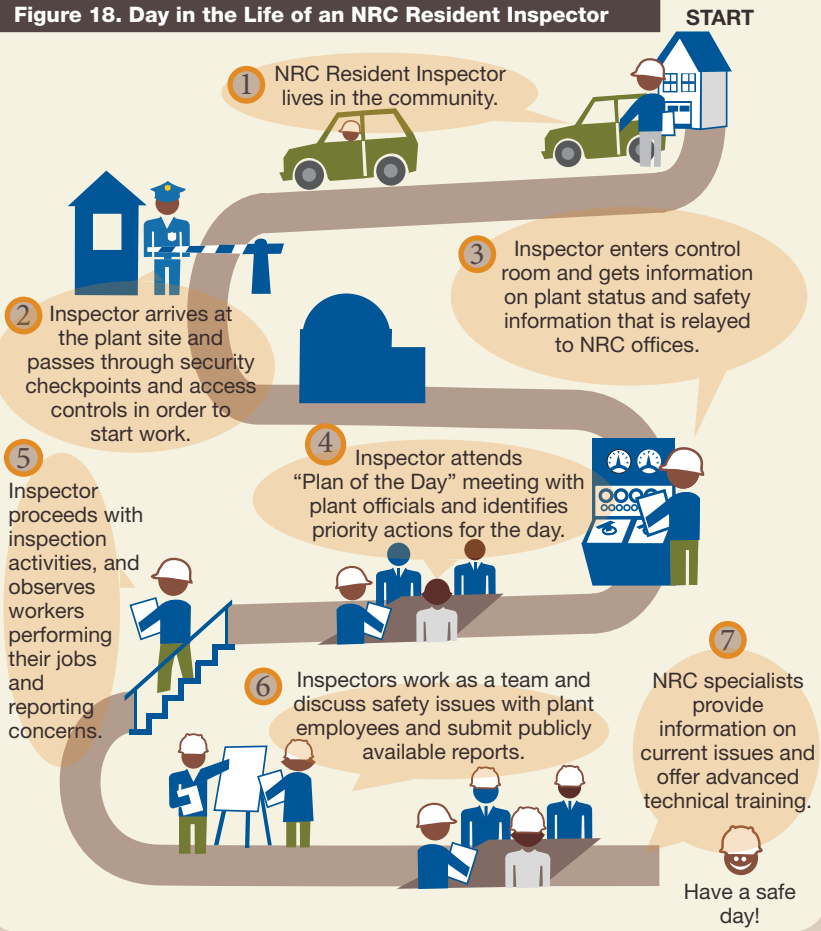 Figure 18. Day in the Life of an NRC Resident Inspector
START
1
NRC Resident Inspector
lives in the community.
2
Inspector arrives at
the plant site and
passes through security
checkpoints and access
controls in order to
start work.
3
Inspector enters control
room and gets information
on plant status and safety
information that is relayed
to NRC offices.
4
Inspector attends
“Plan of the Day” meeting with
plant officials and identifies
priority actions for the day.
5
Inspector
proceeds with
inspection
activities, and
observes
workers
performing
their jobs
and
reporting
concerns.
6
Inspectors work as a team and
discuss safety issues with plant
employees and submit publicly
available reports.
7
NRC specialists
provide
information on
current issues and
offer advanced
technical training.
Have a safe
day!